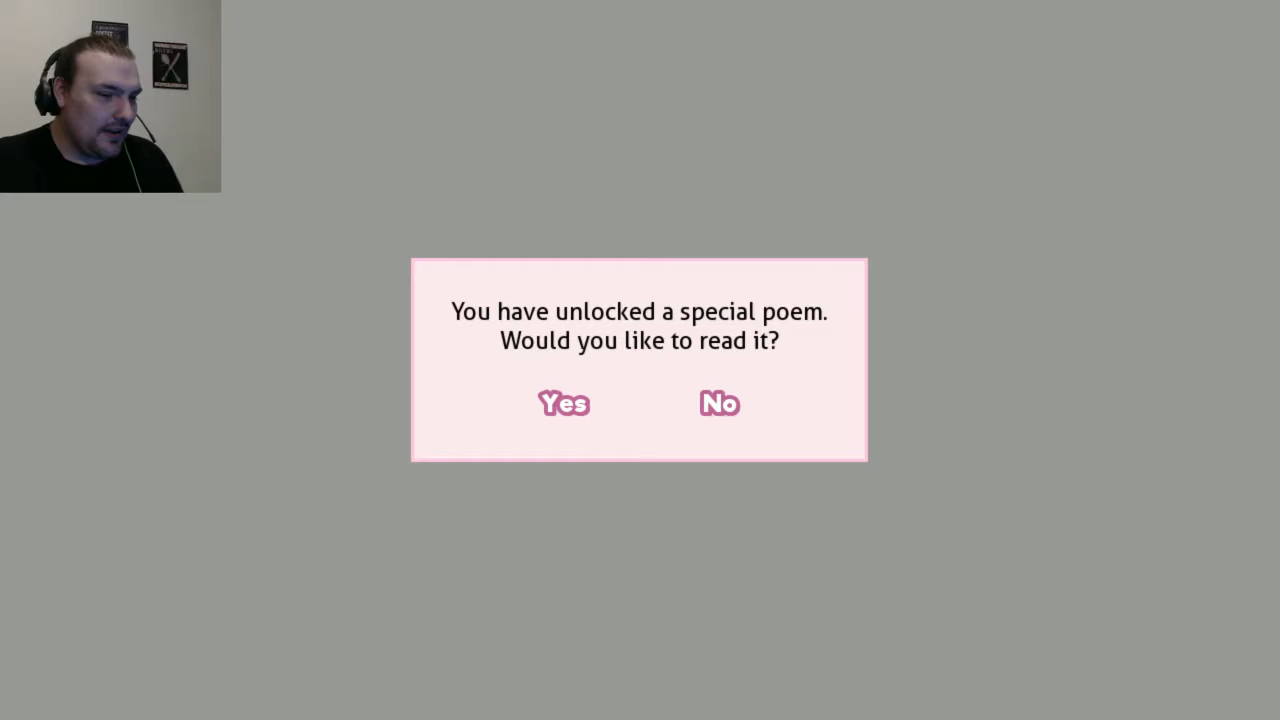 You have unlocked a special poem.
Would you like to read it?
Yes No